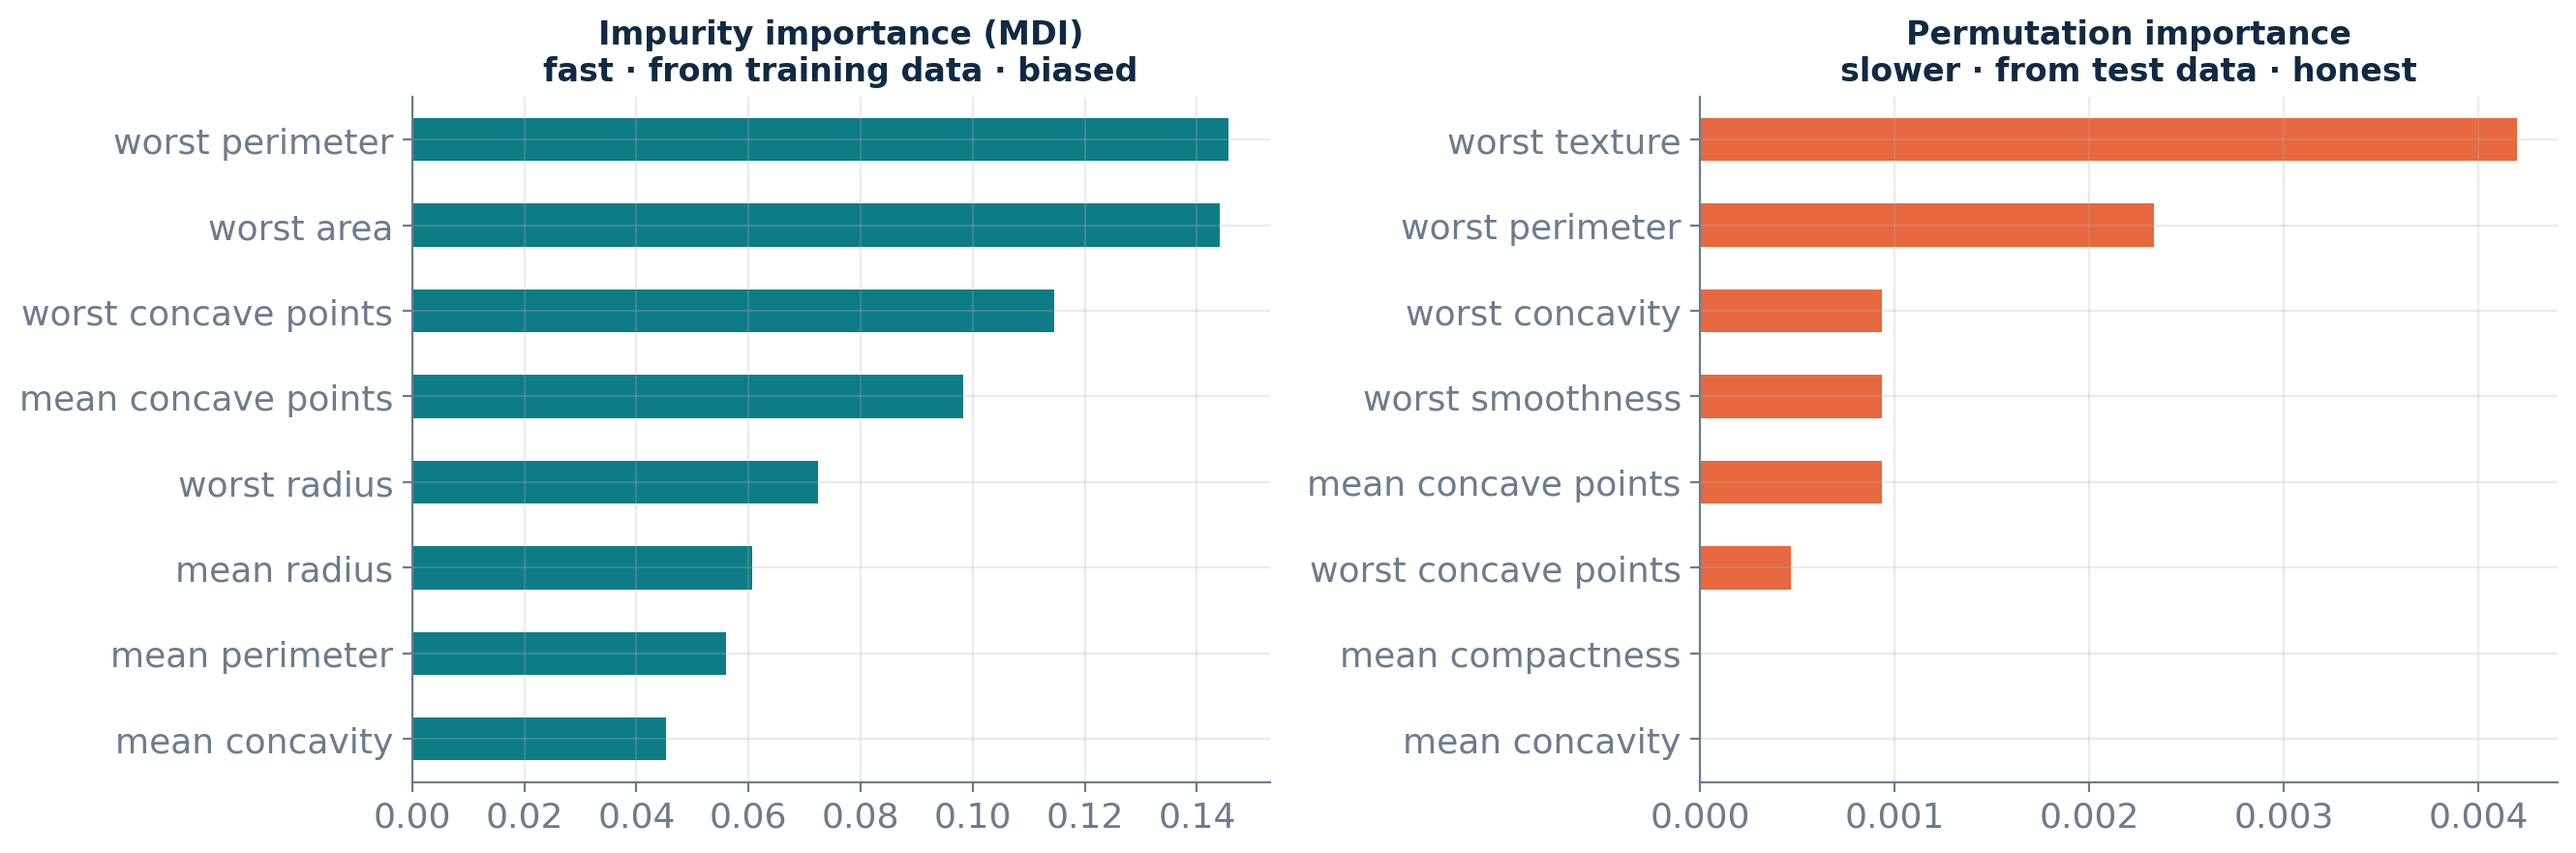 Impurity importance (MDI)
fast · from training data · biased
worst perimeter
worst area
worst concave points
mean concave points
worst radius
mean radius
mean perimeter
mean concavity
0.00 0.02 0.04 0.06 0.08 0.10 0.12 0.14
Permutation importance
slower · from test data · honest
worst texture
worst perimeter
worst concavity
worst smoothness
mean concave points
worst concave points
mean compactness
mean concavity
0.000 0.001 0.002 0.003 0.004